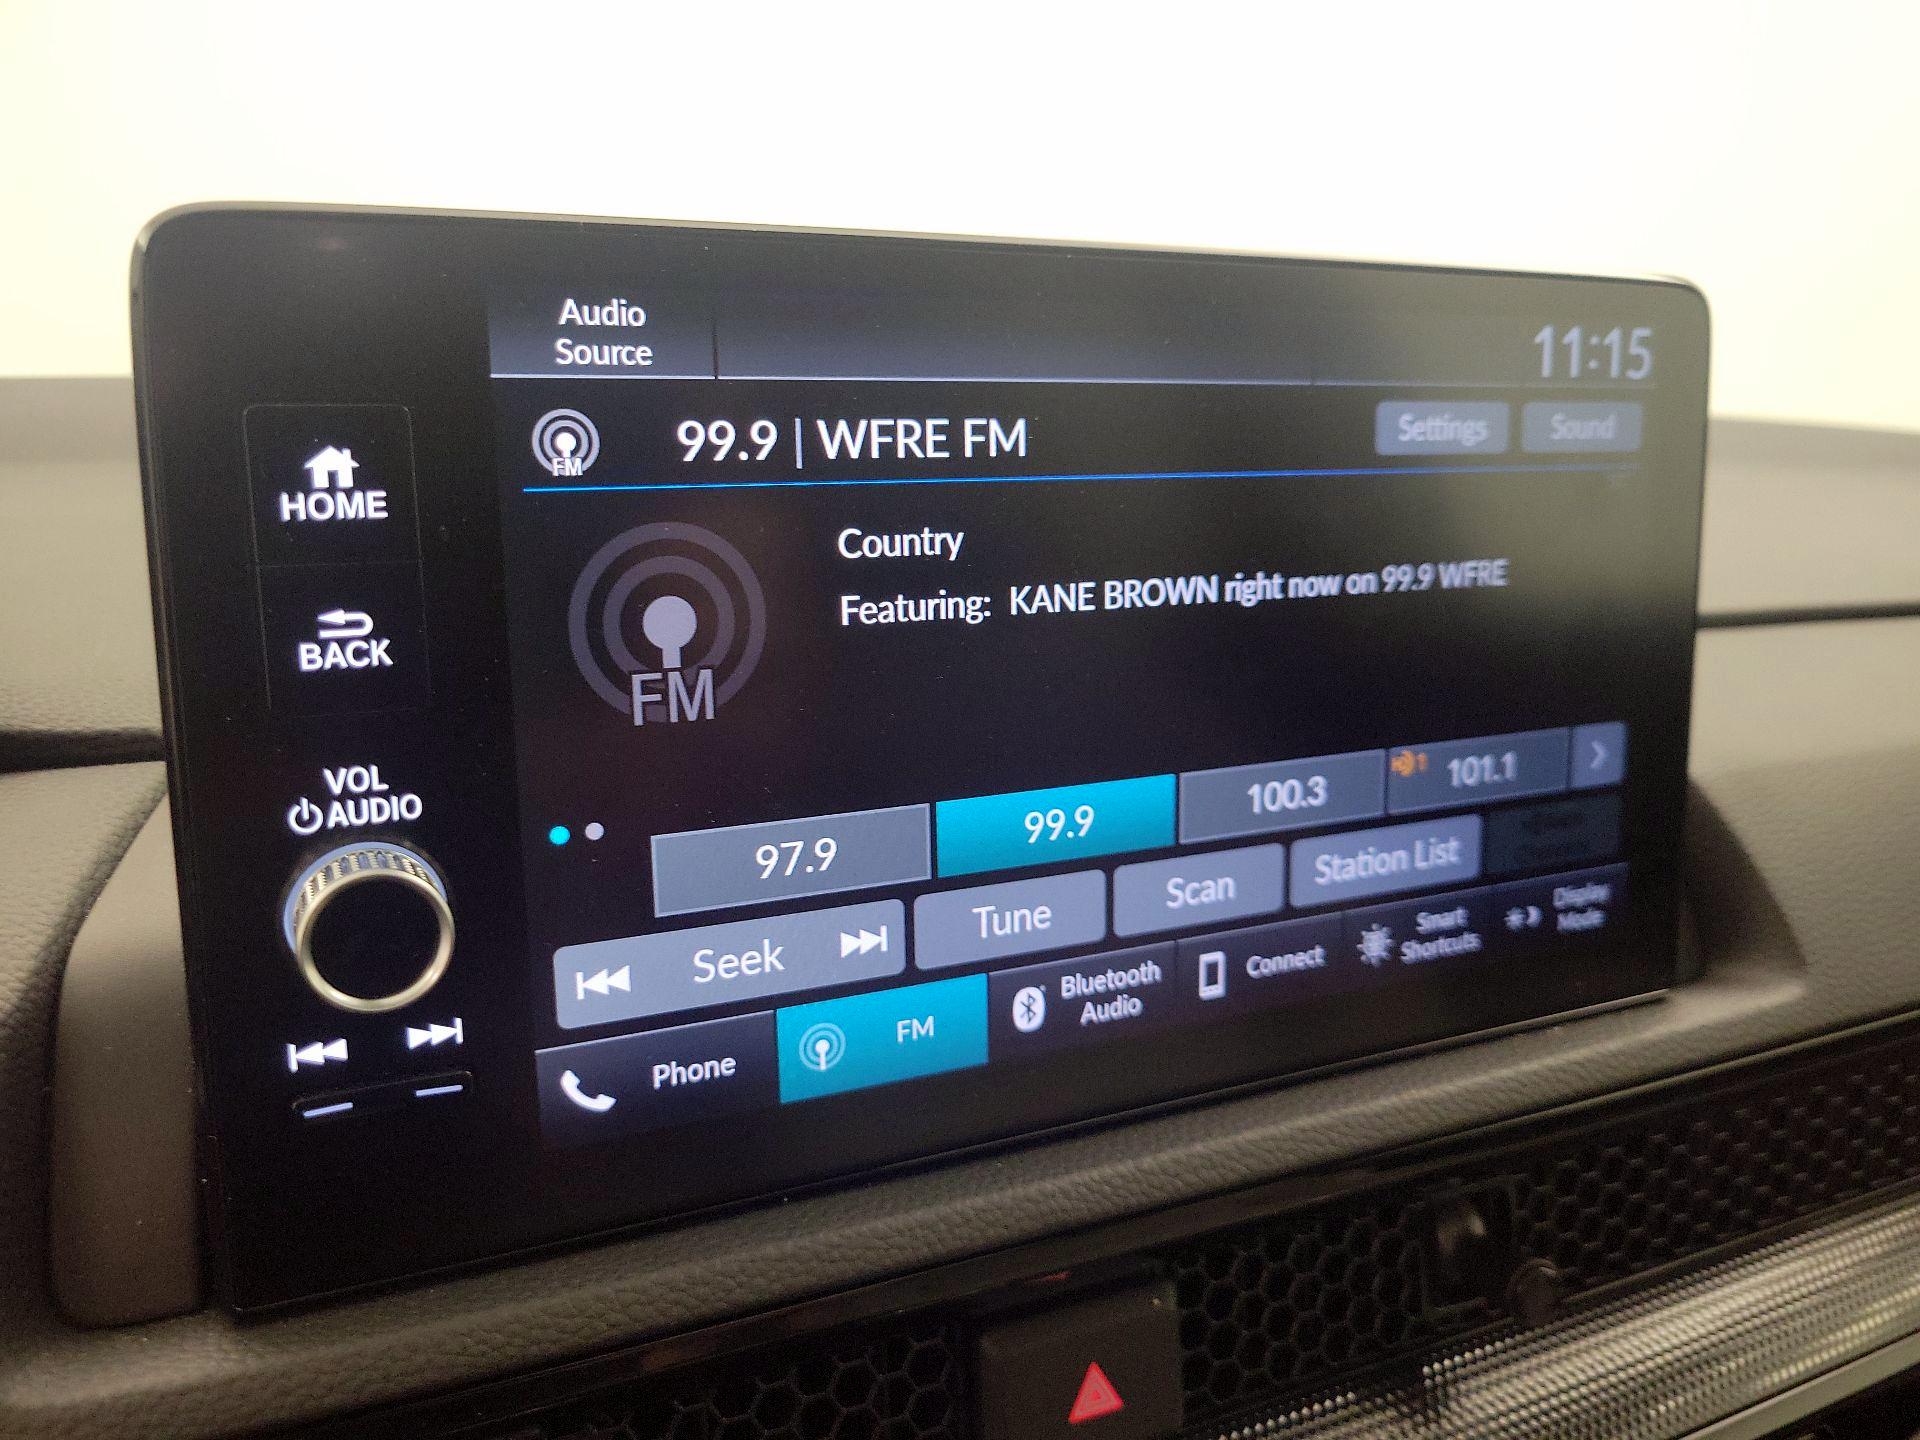 Audio
Source
11:15
HOME
BACK
VOL
AUDIO
FM
99.9 | WFRE FM
Settings
Sound
FM
Country
Featuring: KANE BROWN right now on 99.9 WFRE
97.9
99.9
100.3
101.1
Seek
Tune
Scan
Station List
Phone
FM
Bluetooth
Audio
Connect
Smart
Shortcuts
Display
Mode